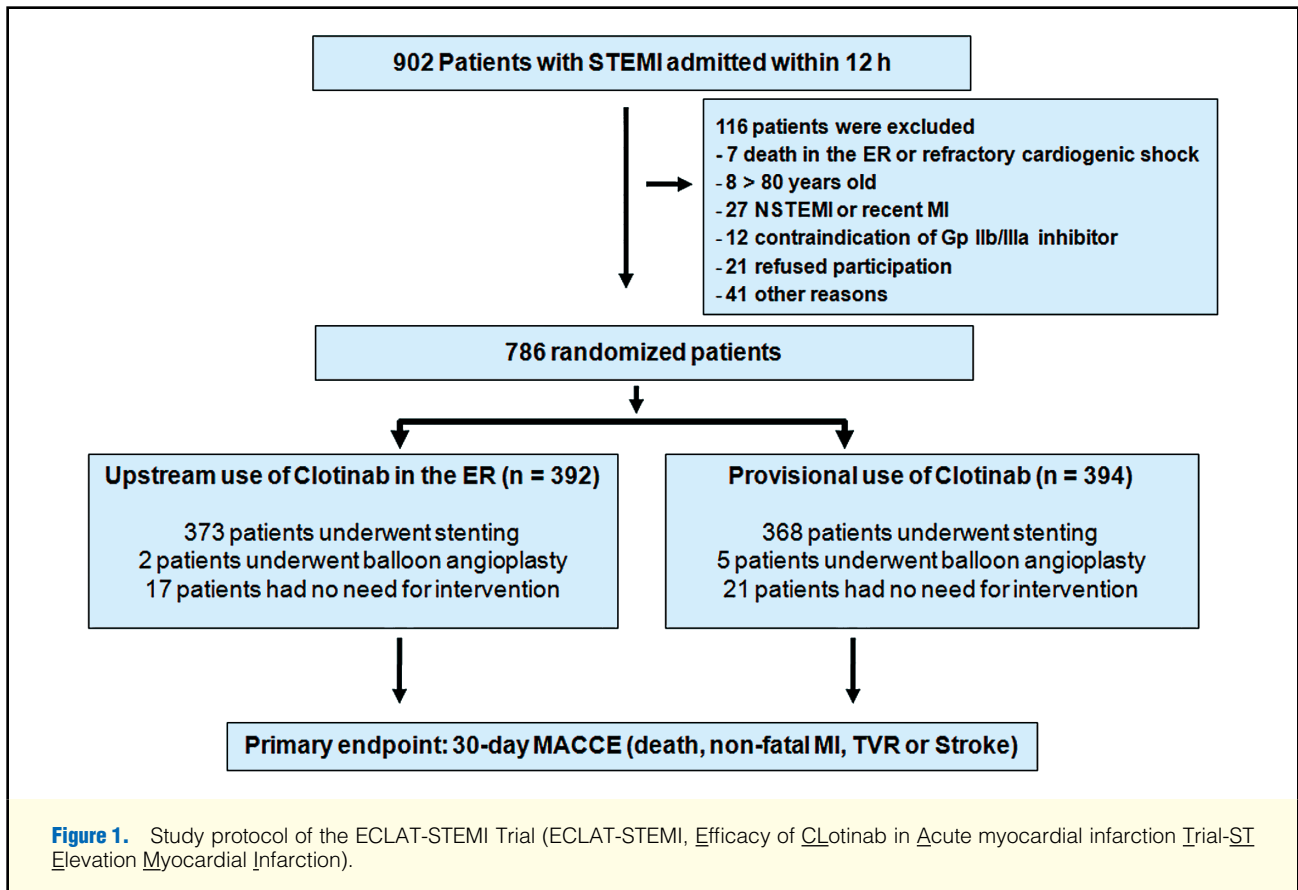 902 Patients with STEMI admitted within 12 h
116 patients were excluded
- 7 death in the ER or refractory cardiogenic shock
- 8 > 80 years old
- 27 NSTEMI or recent MI
- 12 contraindication of Gp IIb/IIIa inhibitor
- 21 refused participation
- 41 other reasons
786 randomized patients
Upstream use of Clotinab in the ER (n = 392)
373 patients underwent stenting
2 patients underwent balloon angioplasty
17 patients had no need for intervention
Provisional use of Clotinab (n = 394)
368 patients underwent stenting
5 patients underwent balloon angioplasty
21 patients had no need for intervention
Primary endpoint: 30-day MACCE (death, non-fatal MI, TVR or Stroke)
Figure 1. Study protocol of the ECLAT-STEMI Trial (ECLAT-STEMI, Efficacy of CLotinab in Acute myocardial infarction Trial-ST
Elevation Myocardial Infarction).